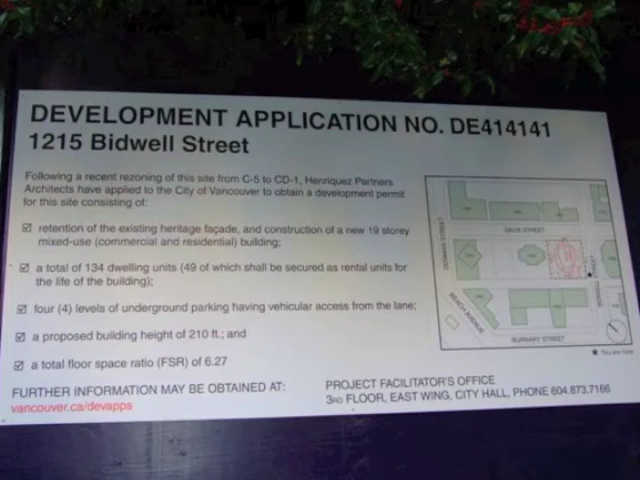 DEVELOPMENT APPLICATION NO. DE414141
1215 Bidwell Street
Following a recent rezoning of this site from C-5 to CD-1, Henriquez Partners
Architects have applied to the City of Vancouver to obtain a development permit
for this site consisting of:
retention of the existing heritage façade, and construction of a new 19 storey
mixed-use (commercial and residential) building;
a total of 134 dwelling units (49 of which shall be secured as rental units for
the life of the building);
four (4) levels of underground parking having vehicular access from the lane;
a proposed building height of 210 ft.; and
a total floor space ratio (FSR) of 6.27
FURTHER INFORMATION MAY BE OBTAINED AT:
vancouver.ca/devapps
DENMAN STREET
DAVIE STREET
BEACH AVENUE
BURNABY STREET
You are here
PROJECT FACILITATOR'S OFFICE
3RD FLOOR, EAST WING, CITY HALL, PHONE 604.873.7166